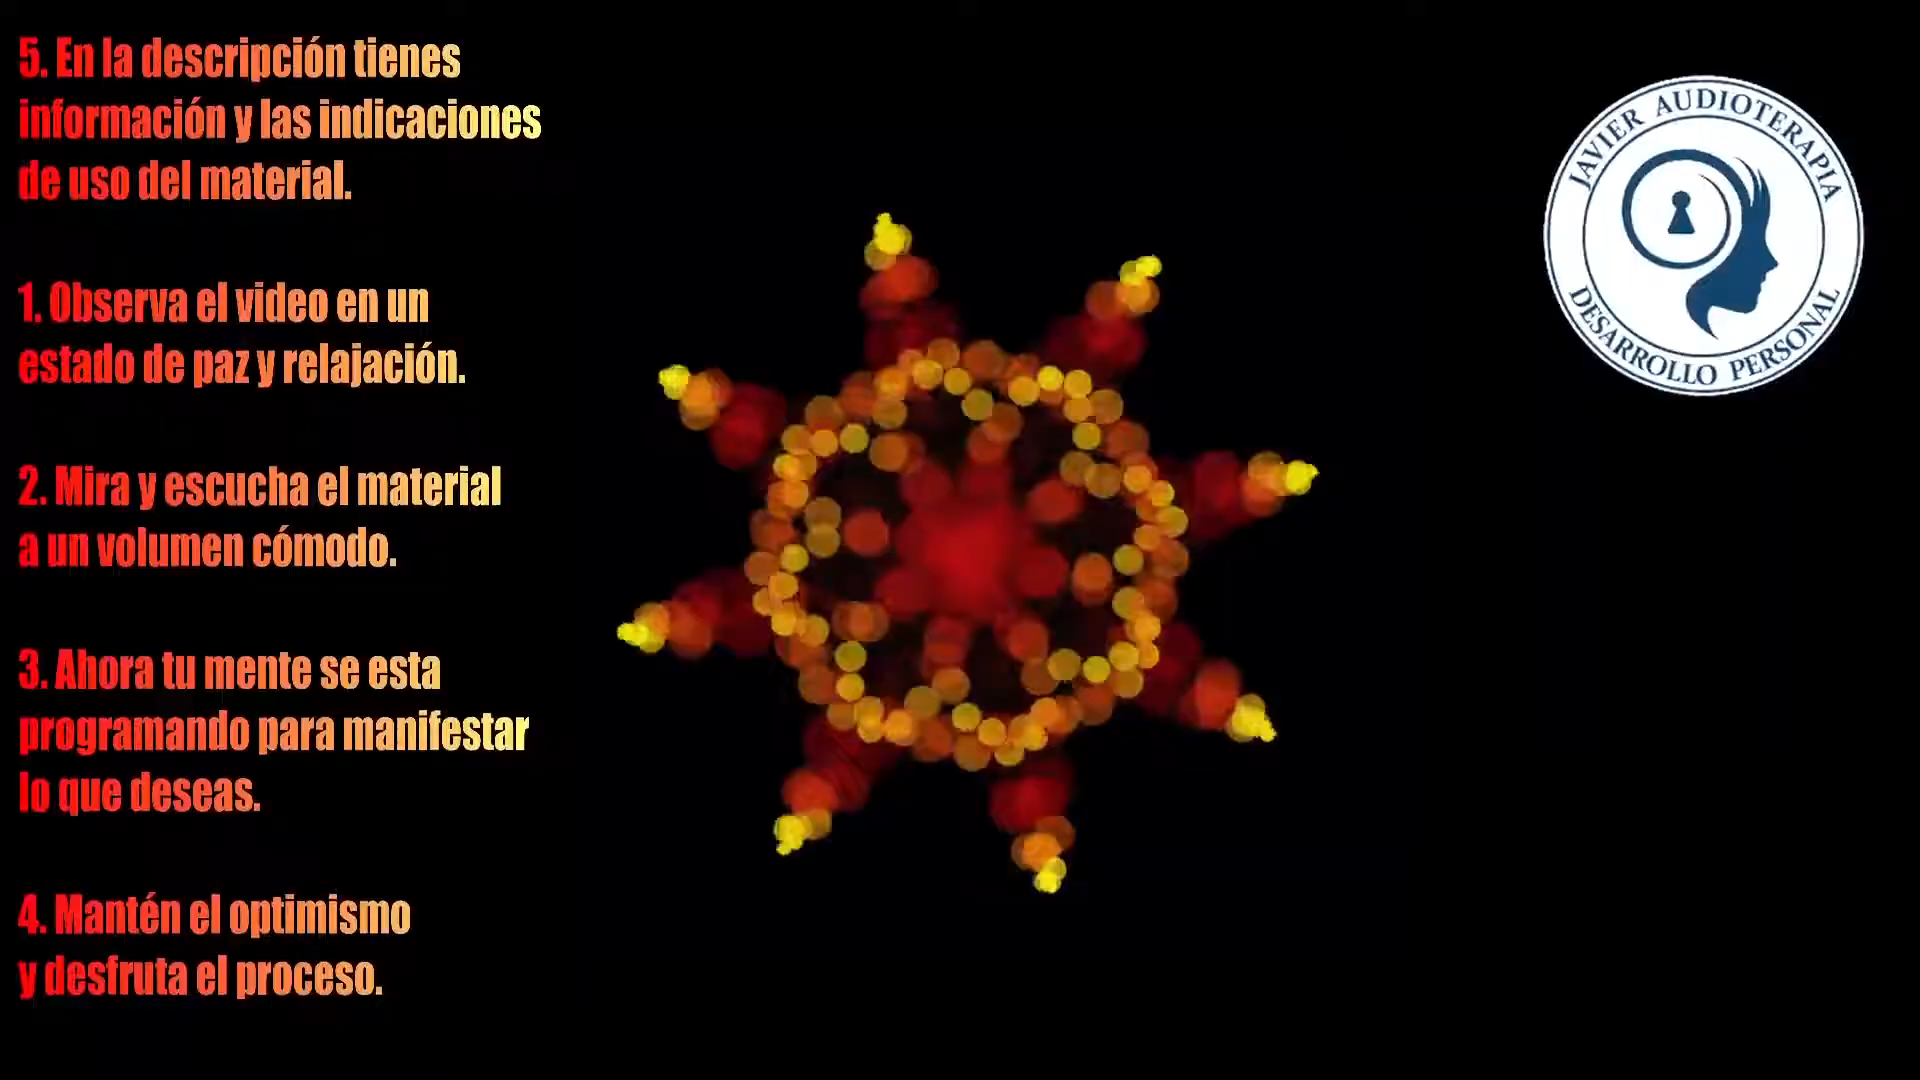 5. En la descripción tienes
información y las indicaciones
de uso del material.
1. Observa el video en un
estado de paz y relajación.
2. Mira y escucha el material
a un volumen cómodo.
3. Ahora tu mente se esta
programando para manifestar
lo que deseas.
4. Mantén el optimismo
y desfruta el proceso.
JAVIER AUDIOTERAPIA
DESARROLLO PERSONAL